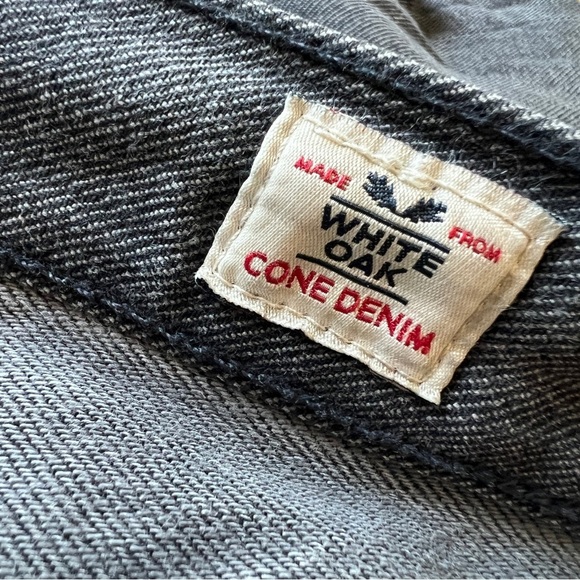 MADE FROM
WHITE
OAK
CONE DENIM